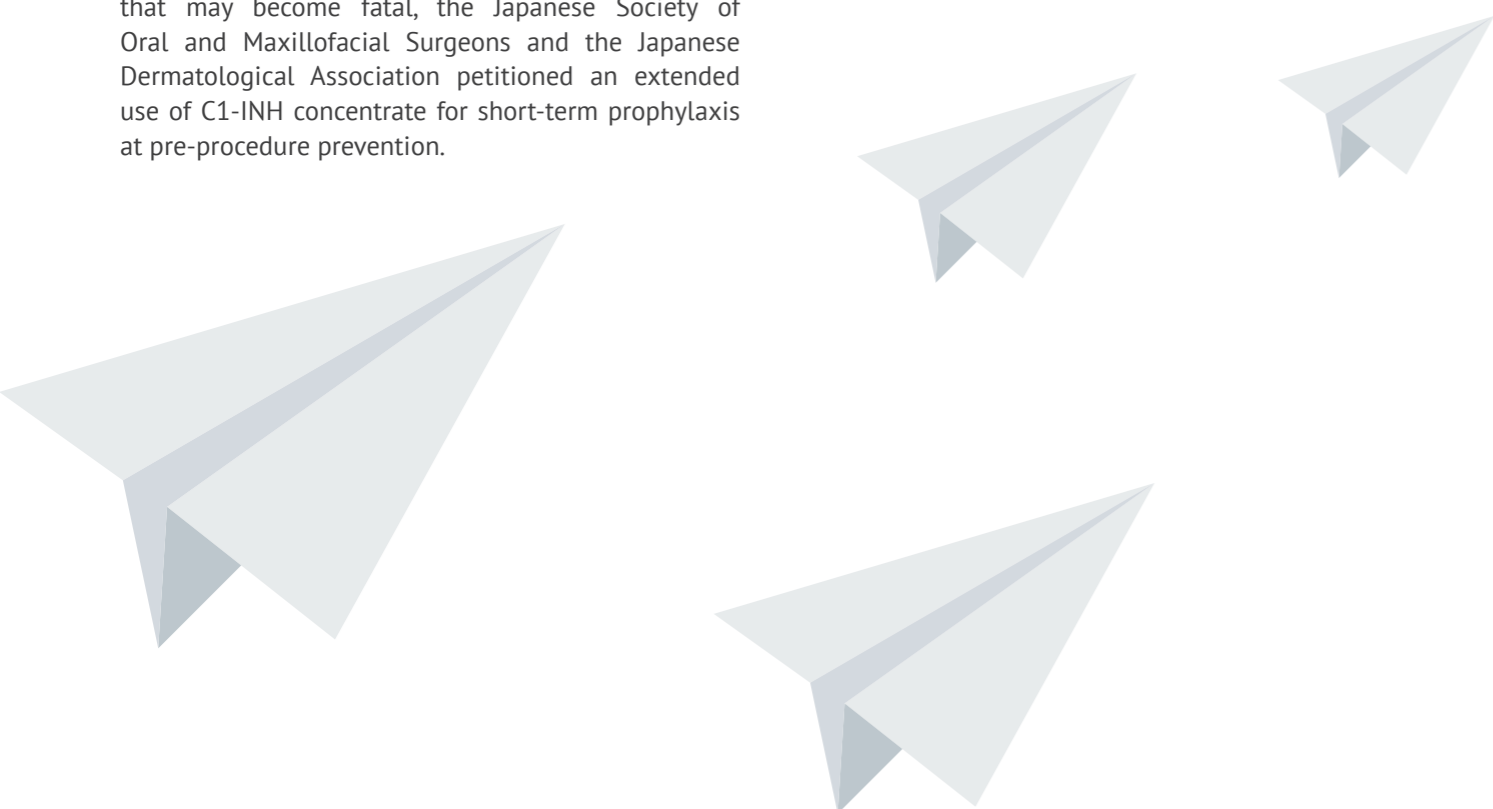 that may become fatal, the Japanese Society of
Oral and Maxillofacial Surgeons and the Japanese
Dermatological Association petitioned an extended
use of C1-INH concentrate for short-term prophylaxis
at pre-procedure prevention.